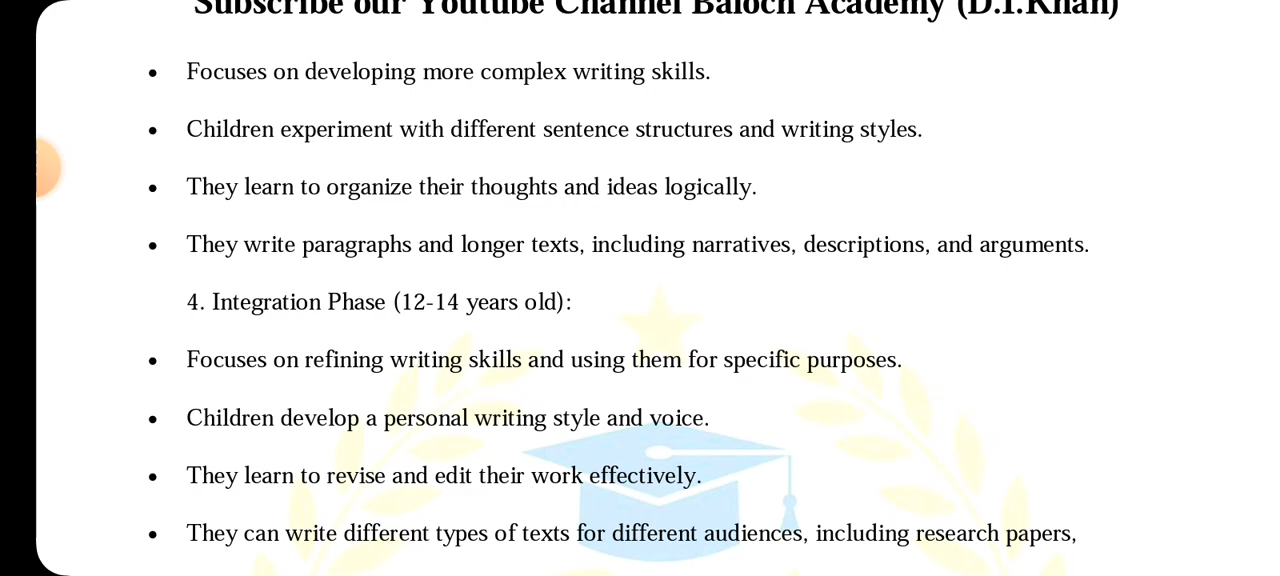 Subscribe our Youtube Channel Baloch Academy (D.I.Khan)
• Focuses on developing more complex writing skills.
• Children experiment with different sentence structures and writing styles.
• They learn to organize their thoughts and ideas logically.
• They write paragraphs and longer texts, including narratives, descriptions, and arguments.
4. Integration Phase (12-14 years old):
• Focuses on refining writing skills and using them for specific purposes.
• Children develop a personal writing style and voice.
• They learn to revise and edit their work effectively.
• They can write different types of texts for different audiences, including research papers,